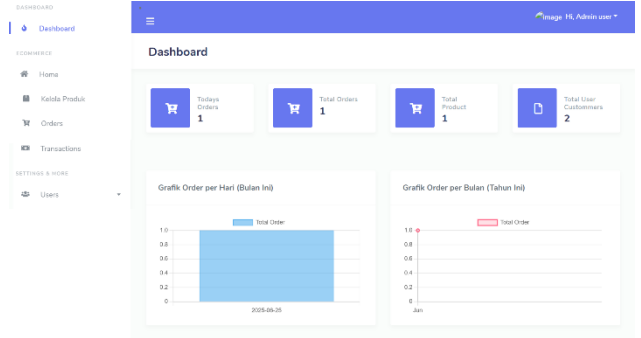 DASHBOARD
Dashboard
ECOMMERCE
Home
Kelola Produk
Orders
Transactions
SETTINGS & MORE
Users
Image Hi, Admin user
Dashboard
Todays
Orders
1
Total Orders
1
Total
Product
1
Total User
Custommers
2
Grafik Order per Hari (Bulan Ini)
Total Order
1.0
0.8
0.6
0.4
0.2
0
2025-06-25
Grafik Order per Bulan (Tahun Ini)
Total Order
1.0
0.8
0.6
0.4
0.2
0
Jun